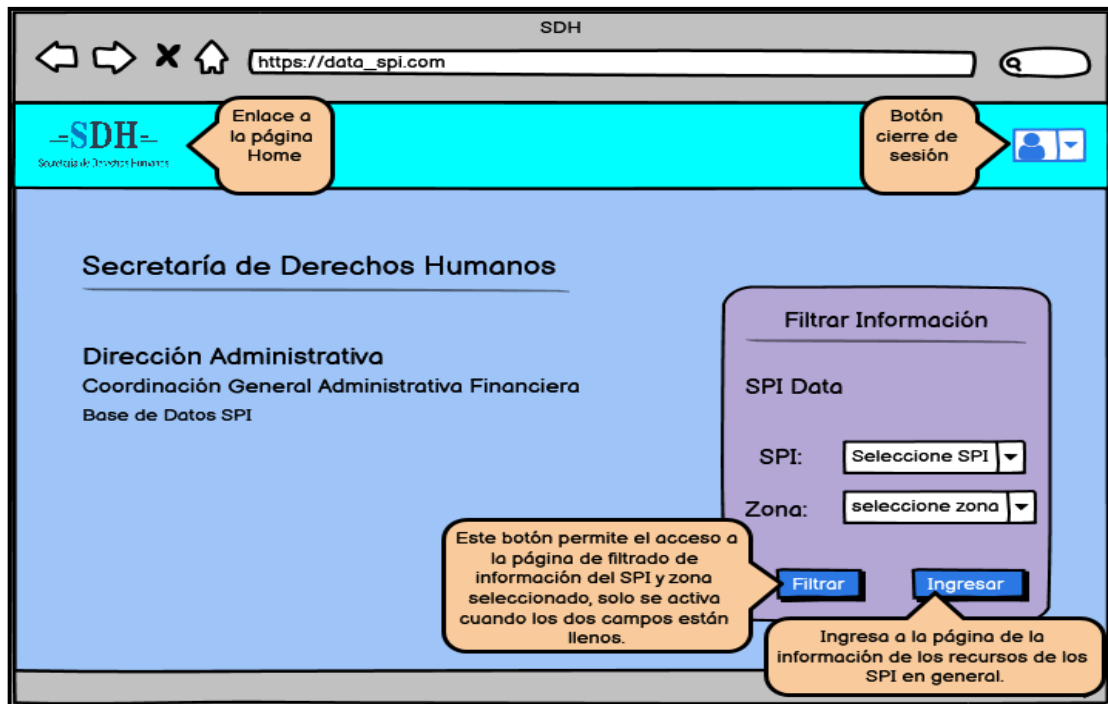 SDH
https://data_spi.com
-=SDH=-
Secretaría de Derechos Humanos
Enlace a
la página
Home
Botón
cierre de
sesión
Secretaría de Derechos Humanos
Dirección Administrativa
Coordinación General Administrativa Financiera
Base de Datos SPI
Filtrar Información
SPI Data
SPI:
Seleccione SPI
Zona:
seleccione zona
Este botón permite el acceso a
la página de filtrado de
información del SPI y zona
seleccionado, solo se activa
cuando los dos campos están
llenos.
Filtrar
Ingresar
Ingresa a la página de la
información de los recursos de los
SPI en general.